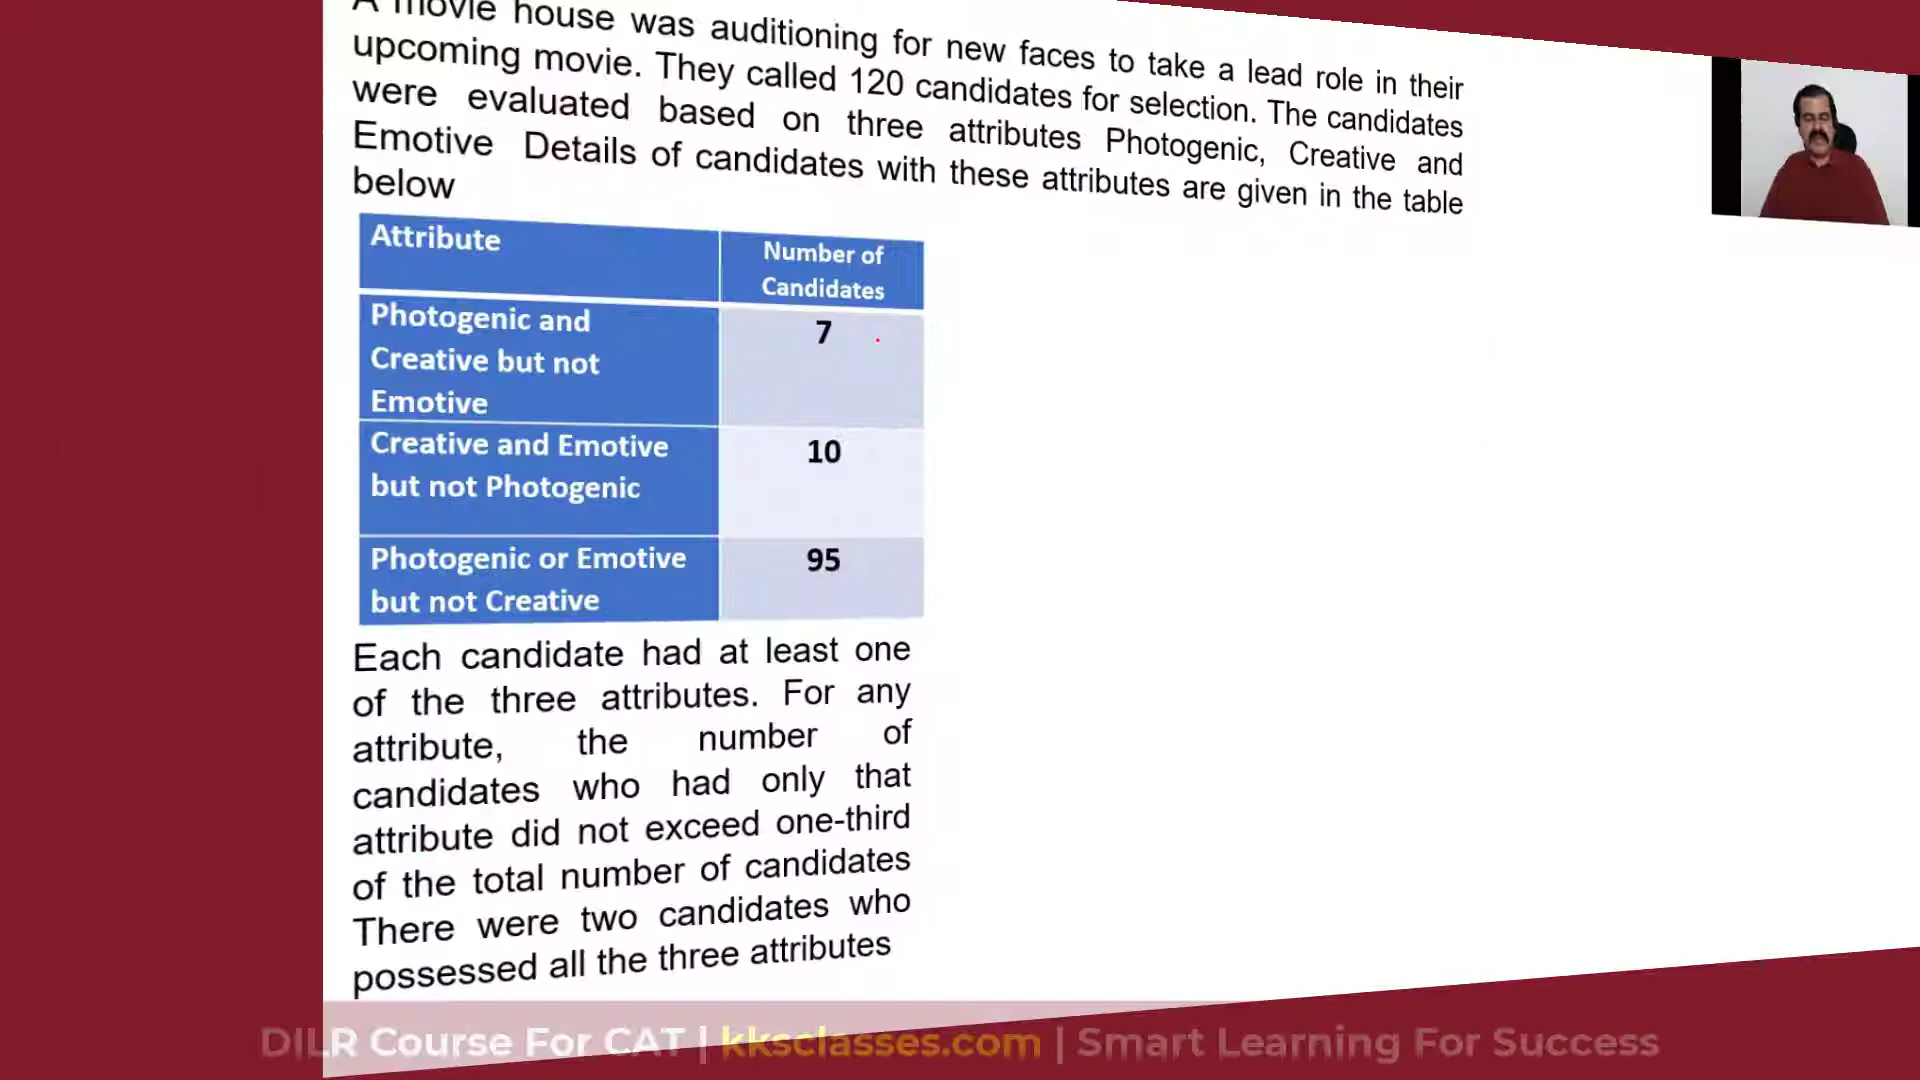 A movie house was auditioning for new faces to take a lead role in their
upcoming movie. They called 120 candidates for selection. The candidates
were evaluated based on three attributes Photogenic, Creative and
Emotive Details of candidates with these attributes are given in the table
below
Attribute
Number of
Candidates
Photogenic and
Creative but not
Emotive
7
Creative and Emotive
but not Photogenic
10
Photogenic or Emotive
but not Creative
95
Each candidate had at least one
of the three attributes. For any
attribute, the number of
candidates who had only that
attribute did not exceed one-third
of the total number of candidates
There were two candidates who
possessed all the three attributes
DILR Course For CAT | kksclasses.com | Smart Learning For Success